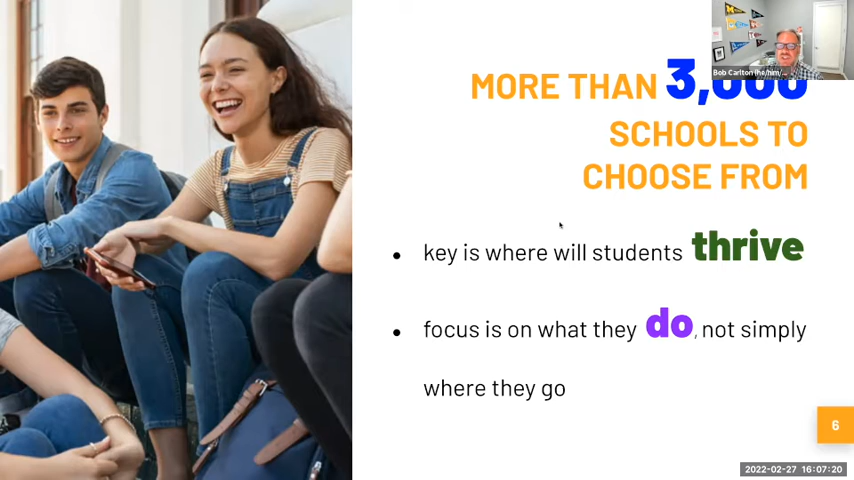 MORE THAN 3,000
SCHOOLS TO
CHOOSE FROM
• key is where will students thrive
• focus is on what they do, not simply
where they go
6
Bob Carlton (he/him/...
2022-02-27 16:07:20